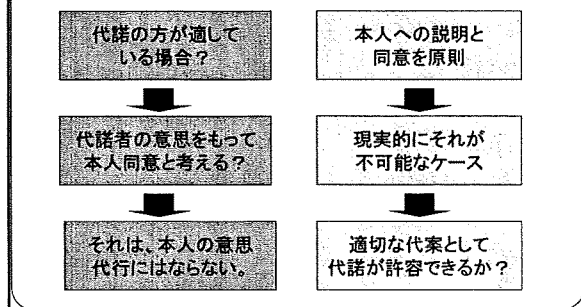 代諾の方が適して
いる場合？
代諾者の意思をもって
本人同意と考える？
それは、本人の意思
代行にはならない。
本人への説明と
同意を原則
現実的にそれが
不可能なケース
適切な代案として
代諾が許容できるか？